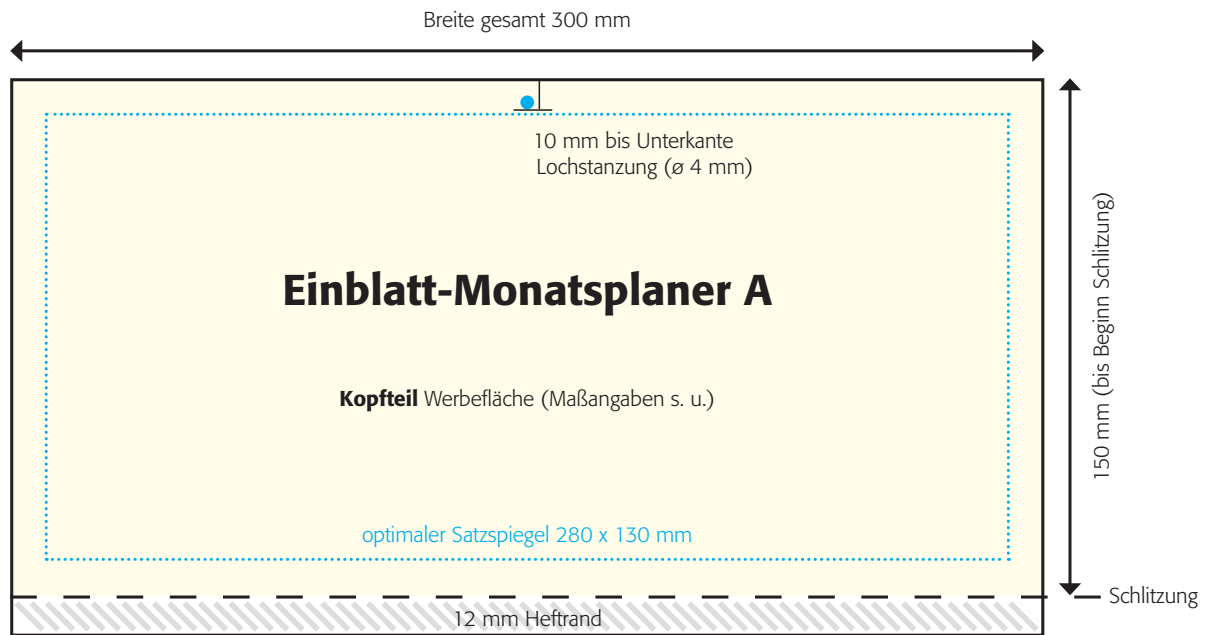 Breite gesamt 300 mm
10 mm bis Unterkante
Lochstanzung (ø 4 mm)
Einblatt-Monatsplaner A
Kopfteil Werbefläche (Maßangaben s. u.)
optimaler Satzspiegel 280 x 130 mm
150 mm (bis Beginn Schlitzung)
Schlitzung
12 mm Heftrand